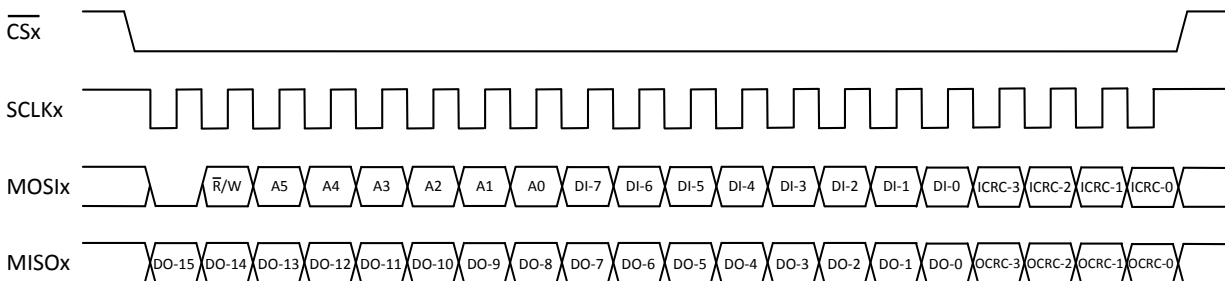 CSx
SCLKx
MOSIx R/W A5 A4 A3 A2 A1 A0 DI-7 DI-6 DI-5 DI-4 DI-3 DI-2 DI-1 DI-0 ICRC-3 ICRC-2 ICRC-1 ICRC-0
MISOx DO-15 DO-14 DO-13 DO-12 DO-11 DO-10 DO-9 DO-8 DO-7 DO-6 DO-5 DO-4 DO-3 DO-2 DO-1 DO-0 OCRC-3 OCRC-2 OCRC-1 OCRC-0